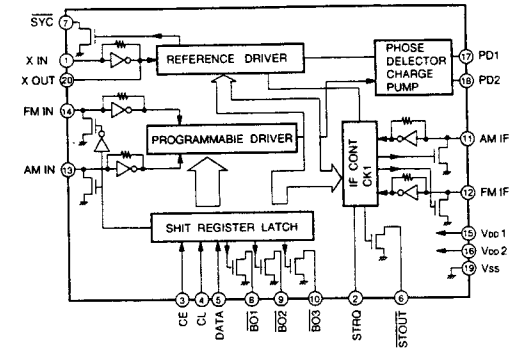 SYC
7
X IN
1
X OUT
20
FM IN
14
AM IN
13
REFERENCE DRIVER
PROGRAMMABIE DRIVER
SHIT REGISTER LATCH
PHOSE
DELECTOR
CHARGE
PUMP
IF CONT
CK1
17 PD1
18 PD2
11 AM IF
12 FM IF
15 VDD 1
16 VDD 2
19 VSS
3 4 5 8 9 10 2 6
CE
CL
DATA
BO1
BO2
BO3
STRQ
STOUT